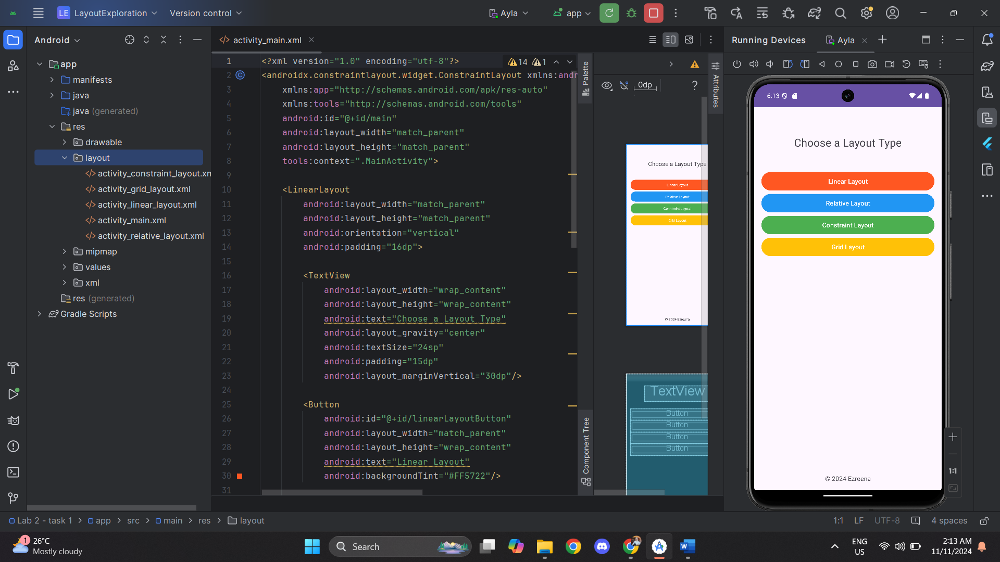 LE LayoutExploration Version control Ayla app
Android
activity_main.xml
Running Devices Ayla
app
manifests
java
java (generated)
res
drawable
layout
activity_constraint_layout.xm
activity_grid_layout.xml
activity_linear_layout.xml
activity_main.xml
activity_relative_layout.xml
mipmap
values
xml
res (generated)
Gradle Scripts
14 1
1 <?xml version="1.0" encoding="utf-8"?>
2 <androidx.constraintlayout.widget.ConstraintLayout xmlns:andr
3 xmlns:app="http://schemas.android.com/apk/res-auto"
4 xmlns:tools="http://schemas.android.com/tools"
5 android:id="@+id/main"
6 android:layout_width="match_parent"
7 android:layout_height="match_parent"
8 tools:context=".MainActivity">
9
10 <LinearLayout
11 android:layout_width="match_parent"
12 android:layout_height="match_parent"
13 android:orientation="vertical"
14 android:padding="16dp">
15
16 <TextView
17 android:layout_width="wrap_content"
18 android:layout_height="wrap_content"
19 android:text="Choose a Layout Type"
20 android:layout_gravity="center"
21 android:textSize="24sp"
22 android:padding="15dp"
23 android:layout_marginVertical="30dp"/>
24
25 <Button
26 android:id="@+id/linearLayoutButton"
27 android:layout_width="match_parent"
28 android:layout_height="wrap_content"
29 android:text="Linear Layout"
30 android:backgroundTint="#FF5722"/>
31
Palette
Component Tree
0dp
?
Attributes
Choose a Layout Type
Linear Layout
Relative Layout
Constraint Layout
Grid Layout
© 2024 Ezreena
TextView
Button
Button
Button
Button
6:13
Choose a Layout Type
Linear Layout
Relative Layout
Constraint Layout
Grid Layout
© 2024 Ezreena
1:1
Lab 2 - task 1 > app > src > main > res > layout
1:1 LF UTF-8 4 spaces
1
26°C
Mostly cloudy
Search
ENG
US
2:13 AM
11/11/2024